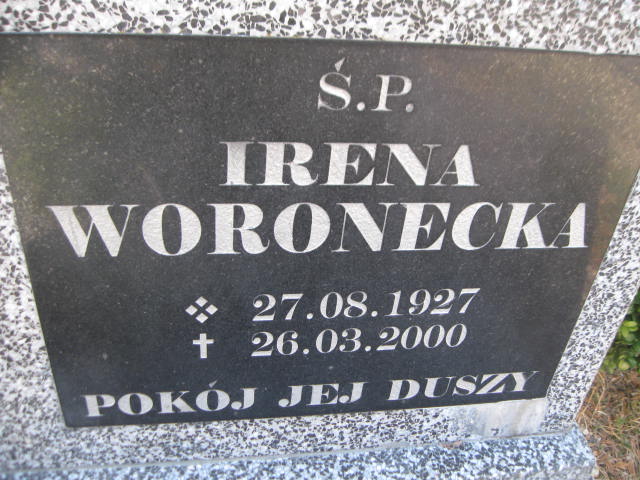 Ś.P.
IRENA
WORONECKA
27.08.1927
✝ 26.03.2000
POKÓJ JEJ DUSZY